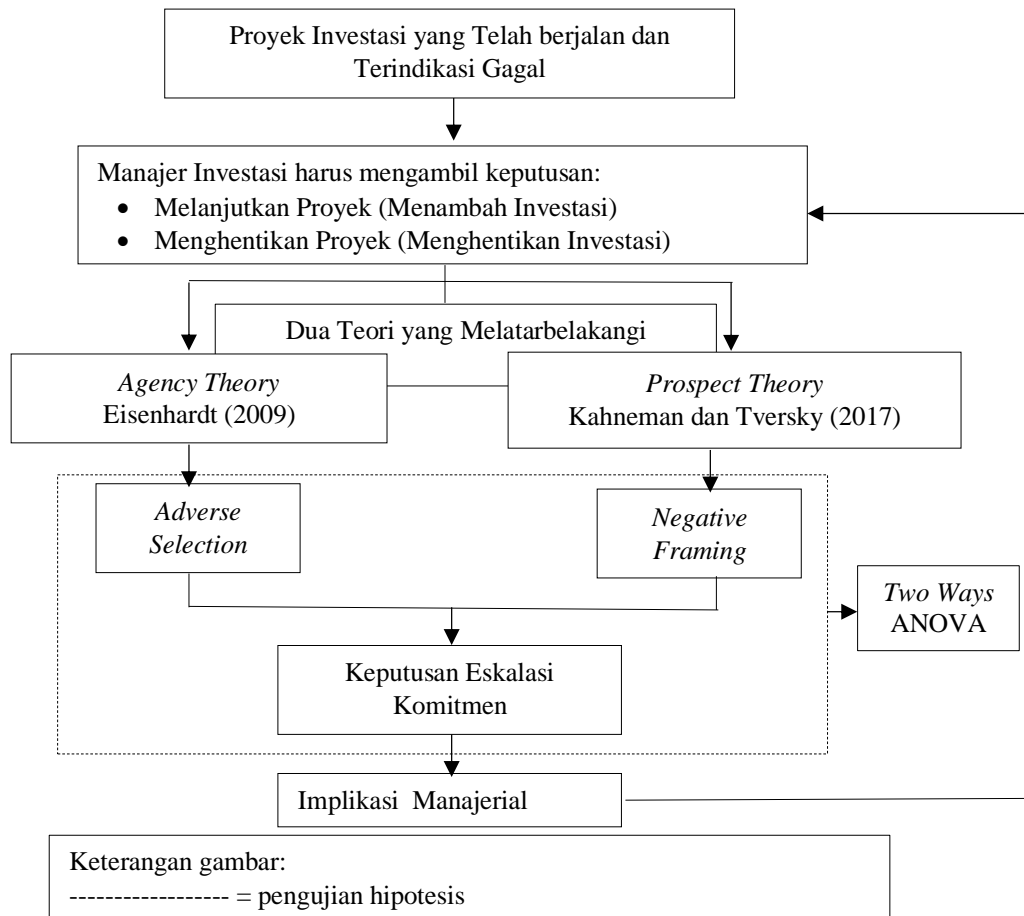 Proyek Investasi yang Telah berjalan dan
Terindikasi Gagal
Manajer Investasi harus mengambil keputusan:
• Melanjutkan Proyek (Menambah Investasi)
• Menghentikan Proyek (Menghentikan Investasi)
Dua Teori yang Melatarbelakangi
Agency Theory
Eisenhardt (2009)
Prospect Theory
Kahneman dan Tversky (2017)
Adverse
Selection
Negative
Framing
Two Ways
ANOVA
Keputusan Eskalasi
Komitmen
Implikasi Manajerial
Keterangan gambar:
------------------ = pengujian hipotesis